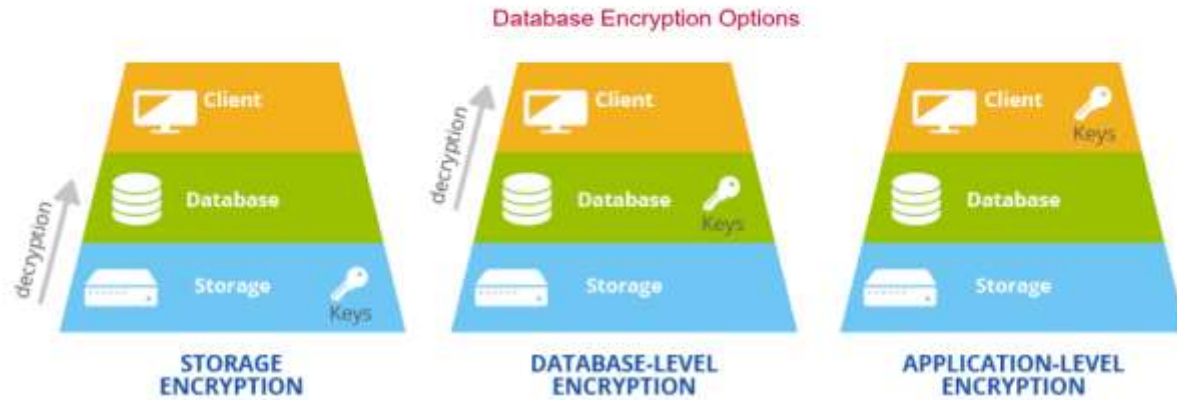 Database Encryption Options
decryption
Client
Database
Storage
Keys
STORAGE
ENCRYPTION
decryption
Client
Database
Keys
Storage
DATABASE-LEVEL
ENCRYPTION
Client
Keys
Database
Storage
APPLICATION-LEVEL
ENCRYPTION